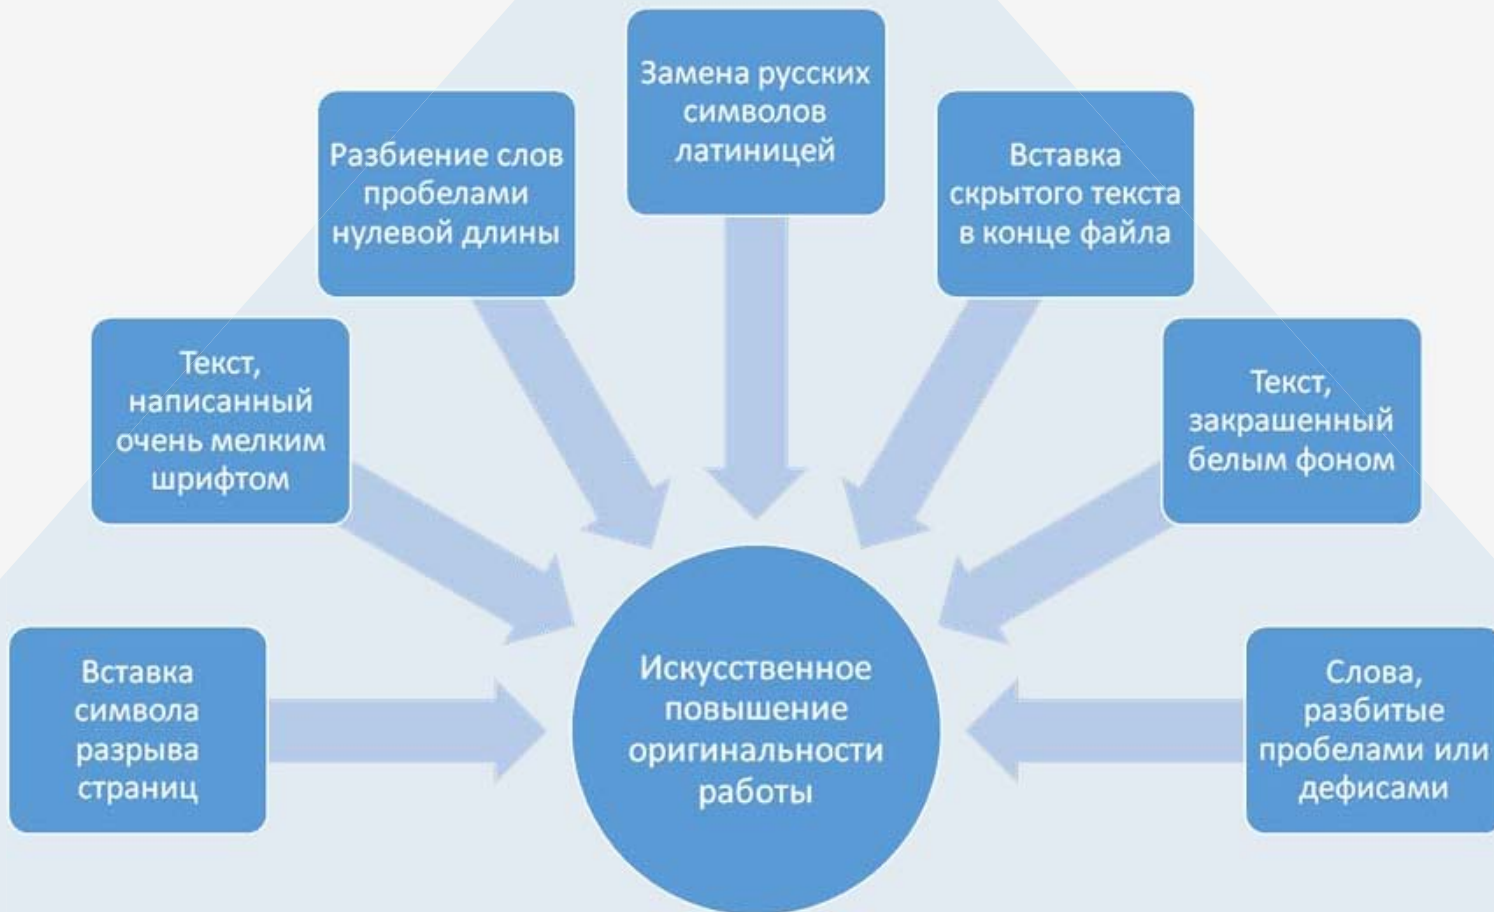 Замена русских
символов
латиницей
Разбиение слов
пробелами
нулевой длины
Вставка
скрытого текста
в конце файла
Текст,
написанный
очень мелким
шрифтом
Текст,
закрашенный
белым фоном
Вставка
символа
разрыва
страниц
Искусственное
повышение
оригинальности
работы
Слова,
разбитые
пробелами или
дефисами